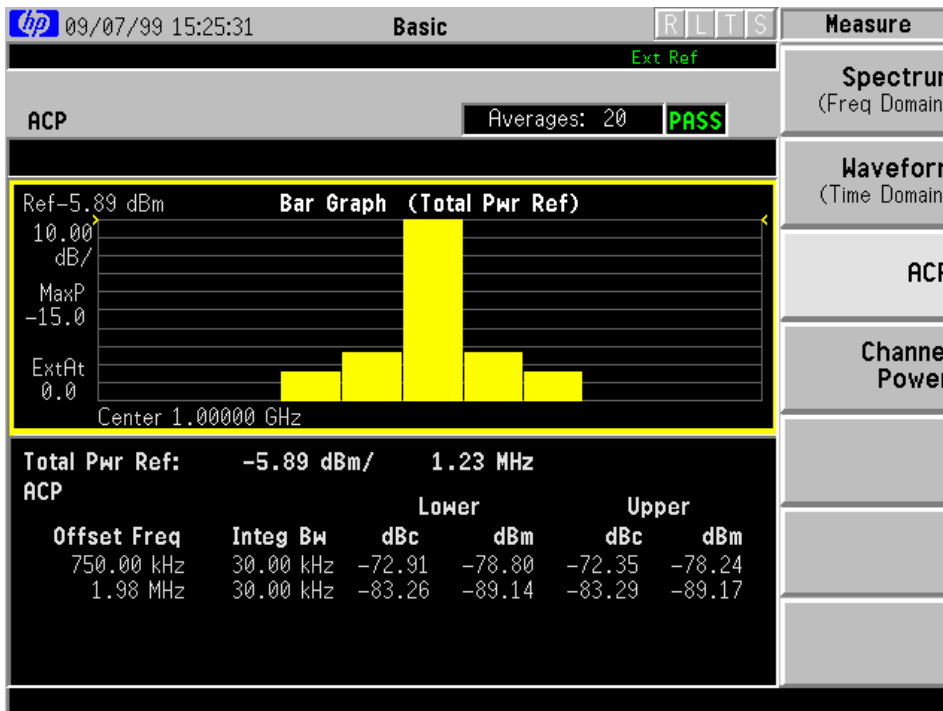 hp 09/07/99 15:25:31 Basic R L T S Measure
Ext Ref
Spectrum
(Freq Domain
ACP Averages: 20 PASS
Waveform
(Time Domain
Ref-5.89 dBm Bar Graph (Total Pwr Ref)
10.00
dB/
MaxP
-15.0
ExtAt
0.0
Center 1.00000 GHz
ACP
Channel
Power
Total Pwr Ref: -5.89 dBm/ 1.23 MHz
ACP
Lower Upper
Offset Freq Integ Bw dBc dBm dBc dBm
750.00 kHz 30.00 kHz -72.91 -78.80 -72.35 -78.24
1.98 MHz 30.00 kHz -83.26 -89.14 -83.29 -89.17